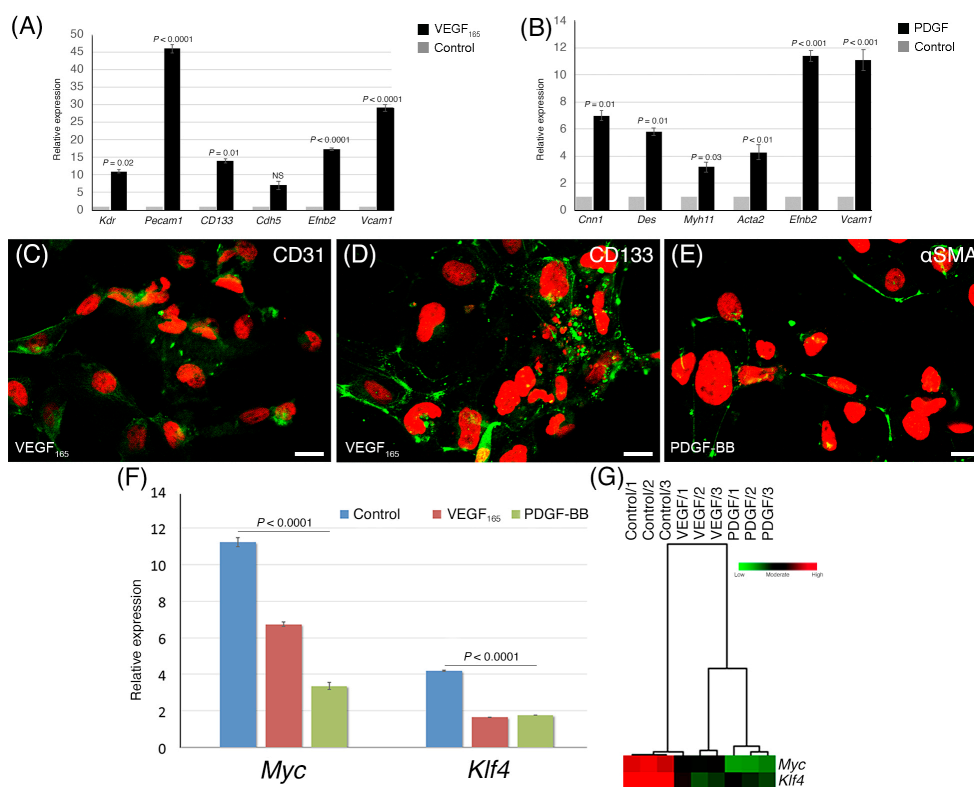 (A)
VEGF165
Control
Relative expression
50
45
40
35
30
25
20
15
10
5
0
P = 0.02
P < 0.0001
P = 0.01
NS
P < 0.0001
P < 0.0001
Kdr Pecam1 CD133 Cdh5 Efnb2 Vcam1
(B)
PDGF
Control
Relative expression
14
12
10
8
6
4
2
0
P = 0.01
P = 0.01
P = 0.03
P < 0.01
P < 0.001
P < 0.001
Cnn1 Des Myh11 Acta2 Efnb2 Vcam1
(C) CD31
VEGF165
(D) CD133
VEGF165
(E) αSMA
PDGF-BB
(F)
Control VEGF165 PDGF-BB
Relative expression
14
12
10
8
6
4
2
0
P < 0.0001
P < 0.0001
Myc Klf4
(G)
Control/1
Control/2
Control/3
VEGF/1
VEGF/2
VEGF/3
PDGF/1
PDGF/2
PDGF/3
Low Moderate High
Myc
Klf4